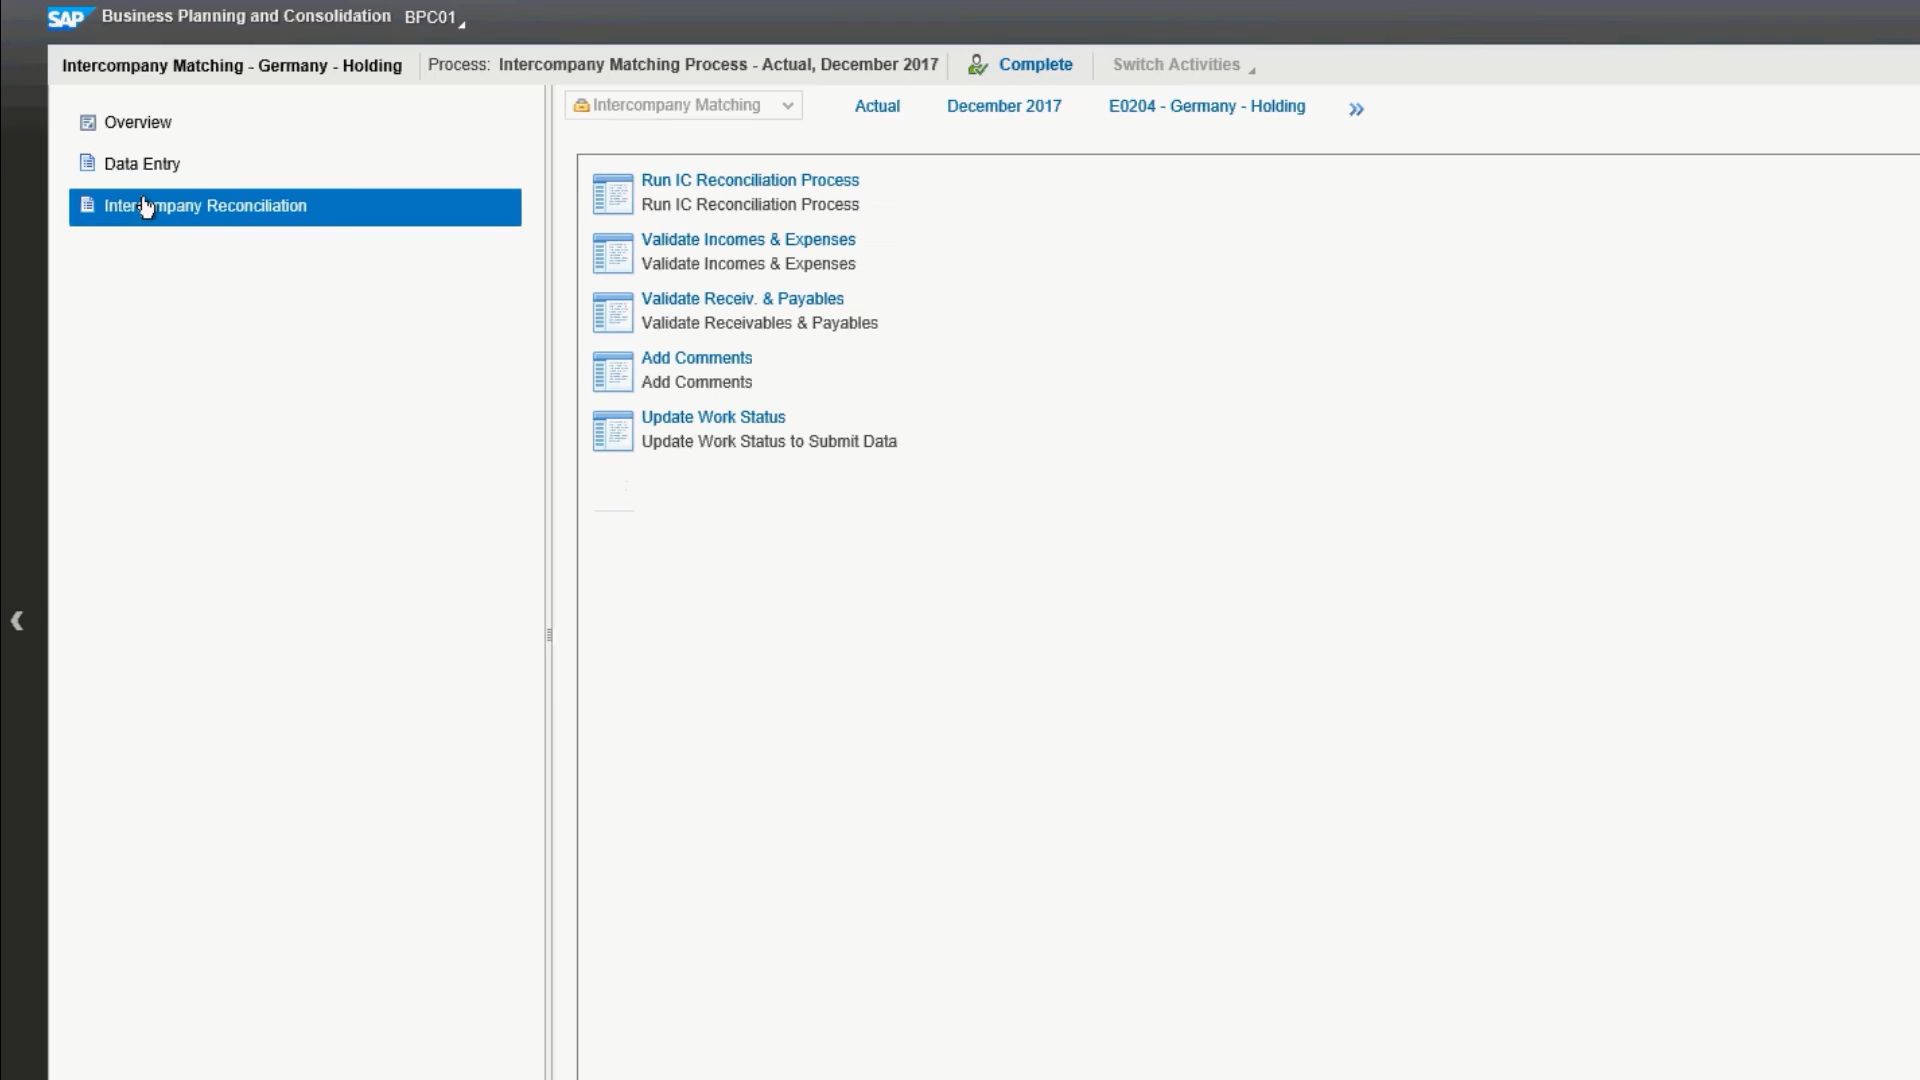 SAP Business Planning and Consolidation BPC01
Intercompany Matching - Germany - Holding Process: Intercompany Matching Process - Actual, December 2017 Complete Switch Activities
Overview
Data Entry
Intercompany Reconciliation
Intercompany Matching Actual December 2017 E0204 - Germany - Holding
Run IC Reconciliation Process
Run IC Reconciliation Process
Validate Incomes & Expenses
Validate Incomes & Expenses
Validate Receiv. & Payables
Validate Receivables & Payables
Add Comments
Add Comments
Update Work Status
Update Work Status to Submit Data